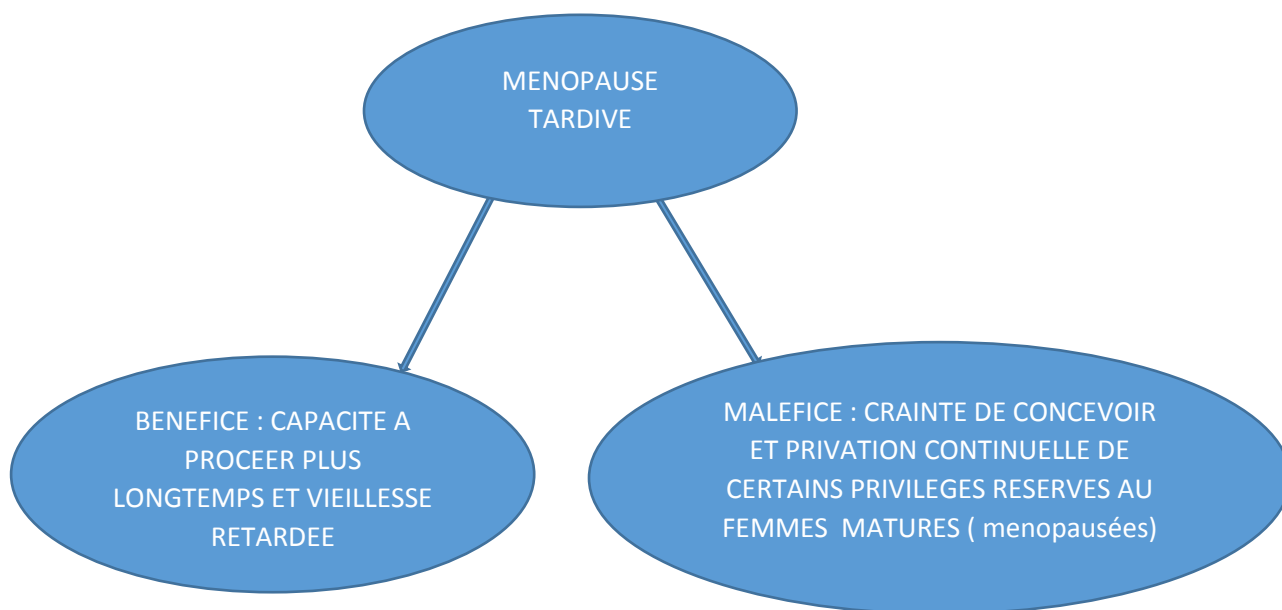 MENOPAUSE
TARDIVE
BENEFICE : CAPACITE A
PROCEER PLUS
LONGTEMPS ET VIEILLESSE
RETARDEE
MALEFICE : CRAINTE DE CONCEVOIR
ET PRIVATION CONTINUELLE DE
CERTAINS PRIVILEGES RESERVES AU
FEMMES MATURES ( menopausées)